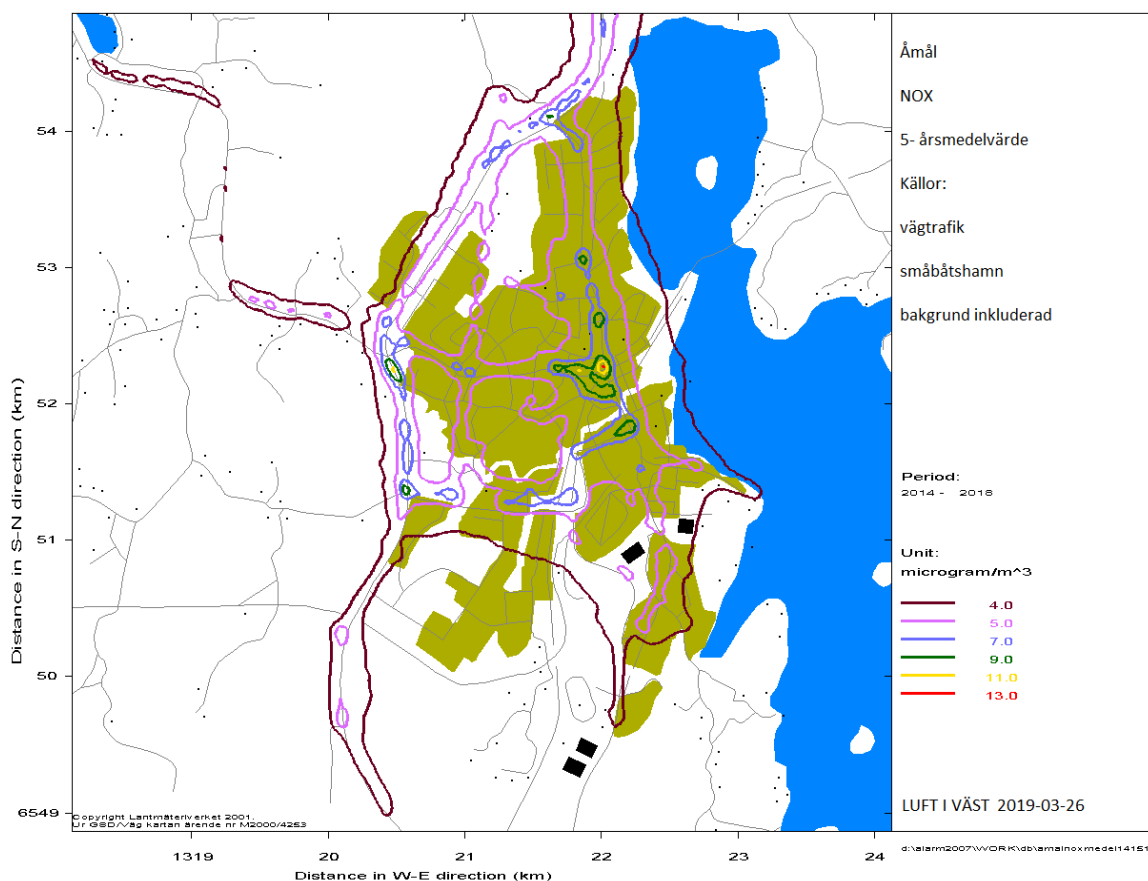 Åmål
NOX
5- årsmedelvärde
Källor:
vägtrafik
småbåtshamn
bakgrund inkluderad
Period:
2014 - 2018
Unit:
microgram/m^3
4.0
5.0
7.0
9.0
11.0
13.0
LUFT I VÄST 2019-03-26
Distance in S-N direction (km)
54
53
52
51
50
6549
Copyright Lantmäteriverket 2001.
Ur GSD/Väg kartan ärende nr M2000/4253
1319 20 21 22 23 24
Distance in W-E direction (km)